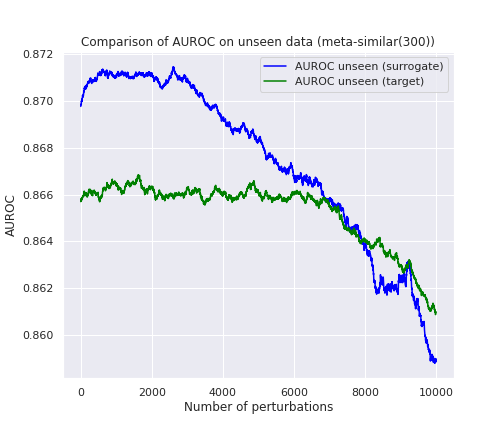 Comparison of AUROC on unseen data (meta-similar(300))
AUROC unseen (surrogate)
AUROC unseen (target)
AUROC
0.872
0.870
0.868
0.866
0.864
0.862
0.860
0 2000 4000 6000 8000 10000
Number of perturbations